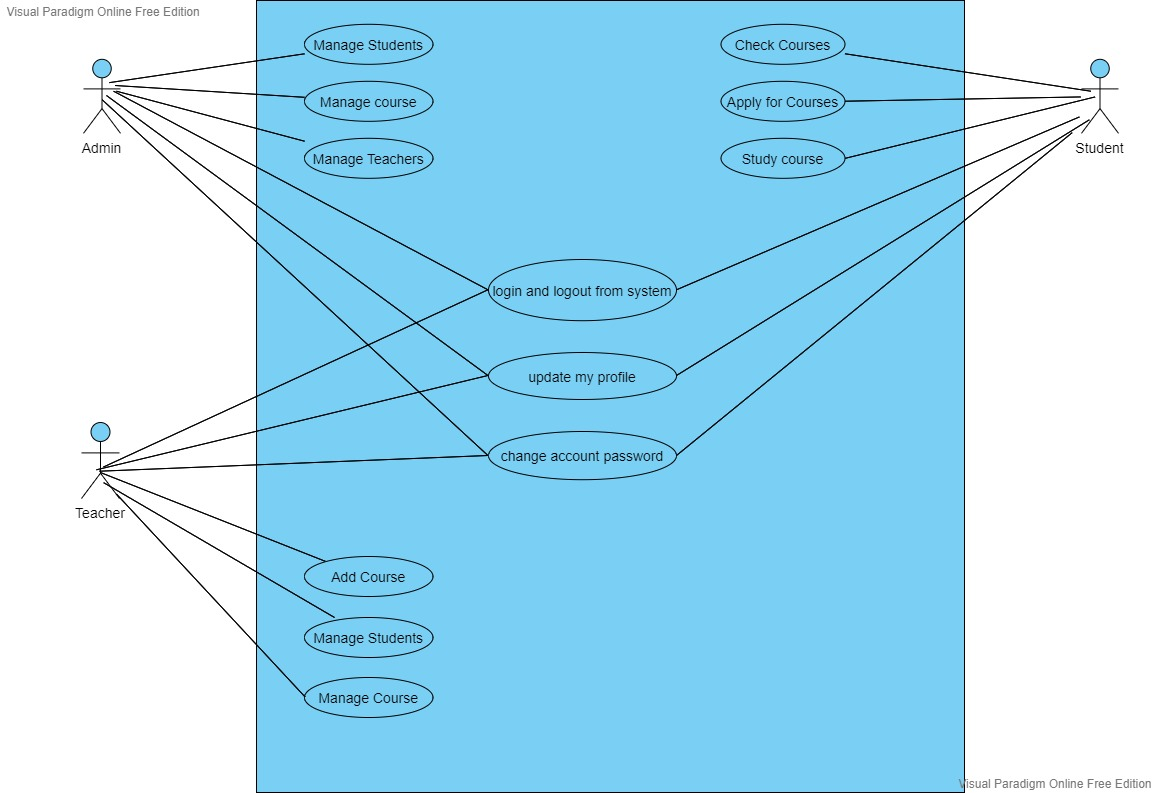 Visual Paradigm Online Free Edition
Manage Students
Check Courses
Manage course
Apply for Courses
Admin
Student
Manage Teachers
Study course
login and logout from system
update my profile
change account password
Teacher
Add Course
Manage Students
Manage Course
Visual Paradigm Online Free Edition